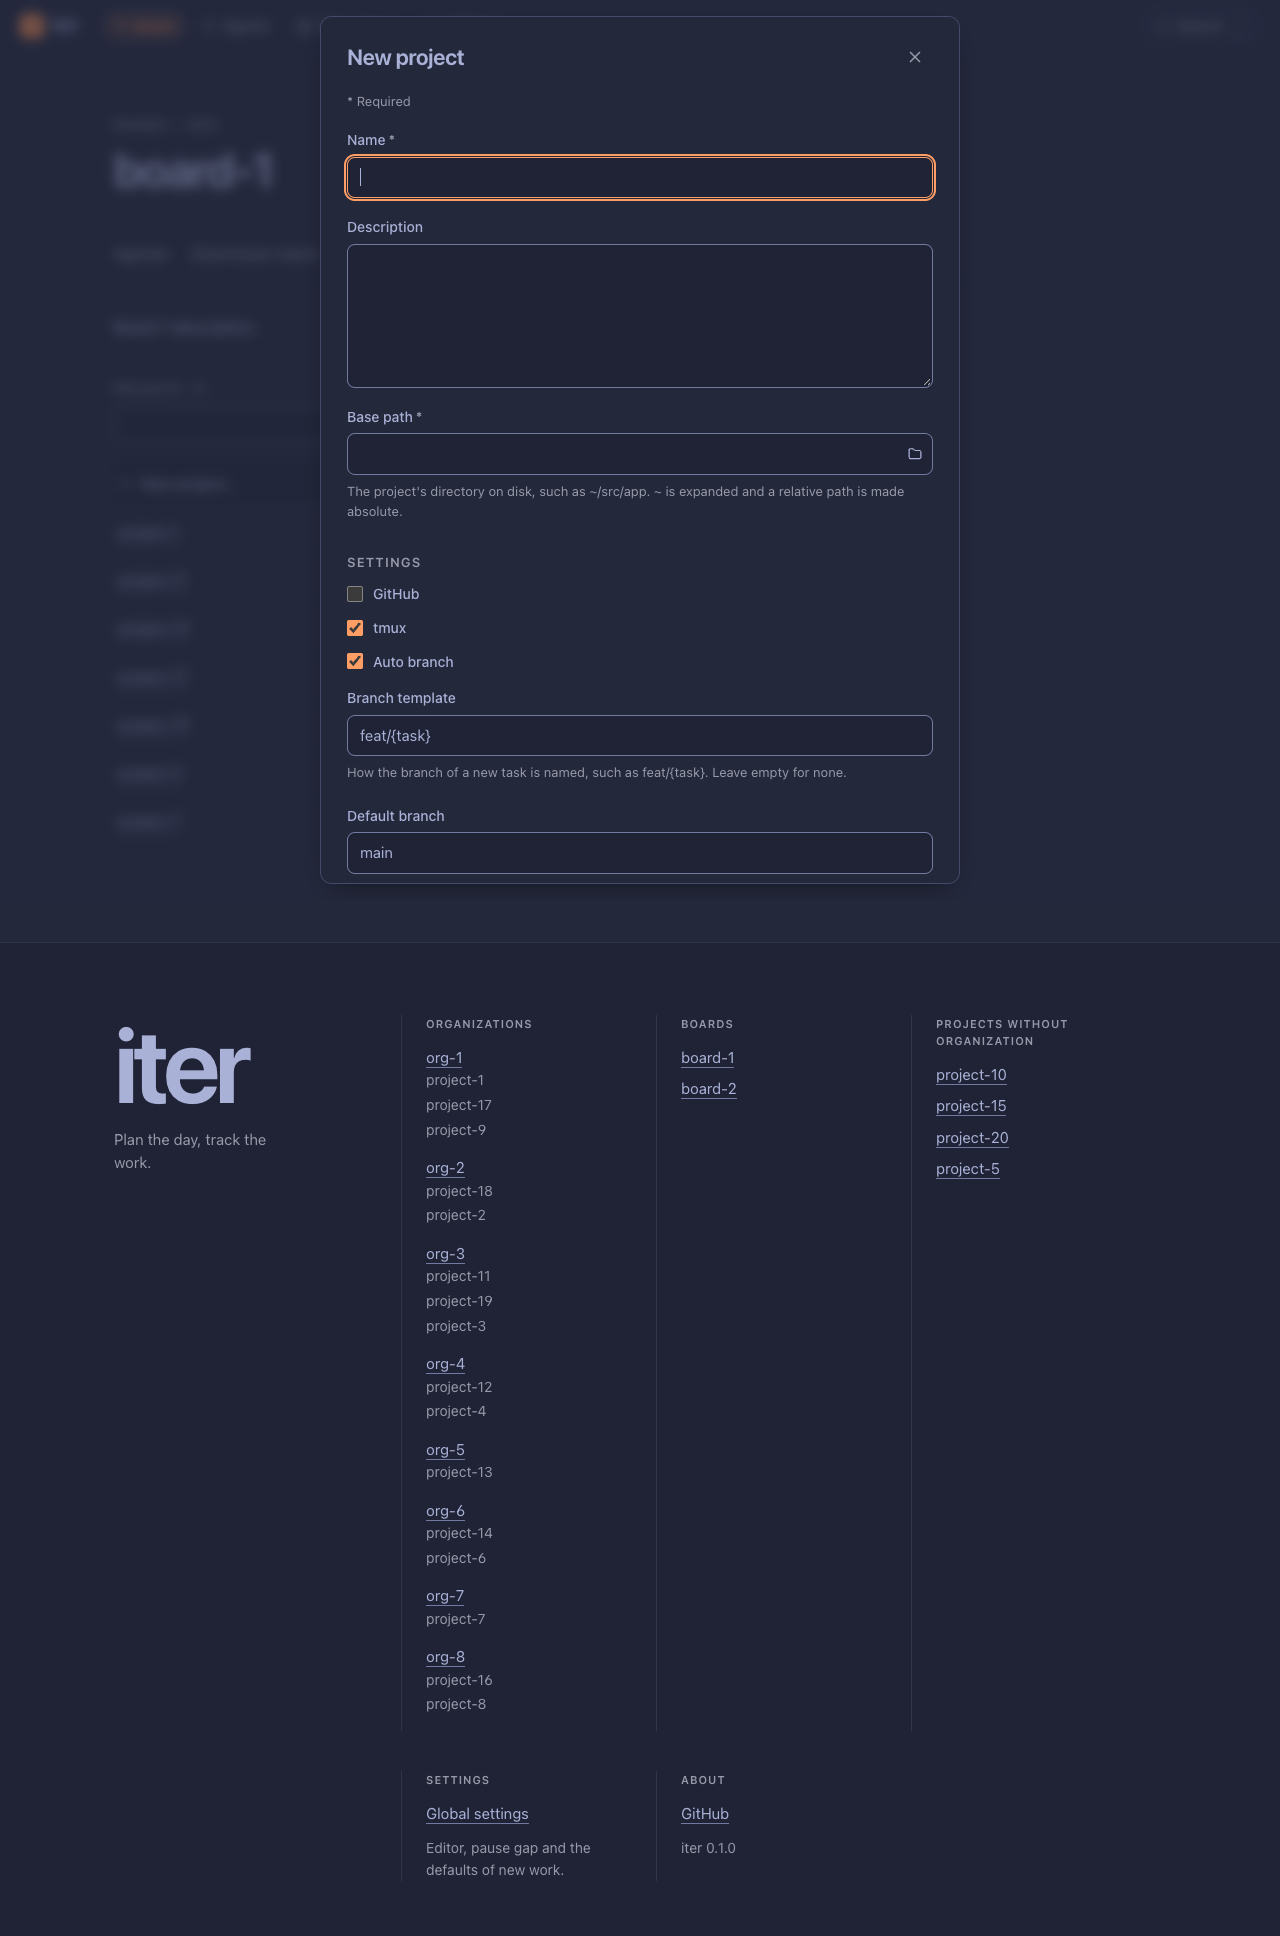 board-1
New project
* Required
Name *
Description
Base path *
The project's directory on disk, such as ~/src/app. ~ is expanded and a relative path is made
absolute.
SETTINGS
GitHub
tmux
Auto branch
Branch template
feat/{task}
How the branch of a new task is named, such as feat/{task}. Leave empty for none.
Default branch
main
iter
Plan the day, track the
work.
ORGANIZATIONS
org-1
project-1
project-17
project-9
org-2
project-18
project-2
org-3
project-11
project-19
project-3
org-4
project-12
project-4
org-5
project-13
org-6
project-14
project-6
org-7
project-7
org-8
project-16
project-8
BOARDS
board-1
board-2
PROJECTS WITHOUT
ORGANIZATION
project-10
project-15
project-20
project-5
SETTINGS
Global settings
Editor, pause gap and the
defaults of new work.
ABOUT
GitHub
iter 0.1.0